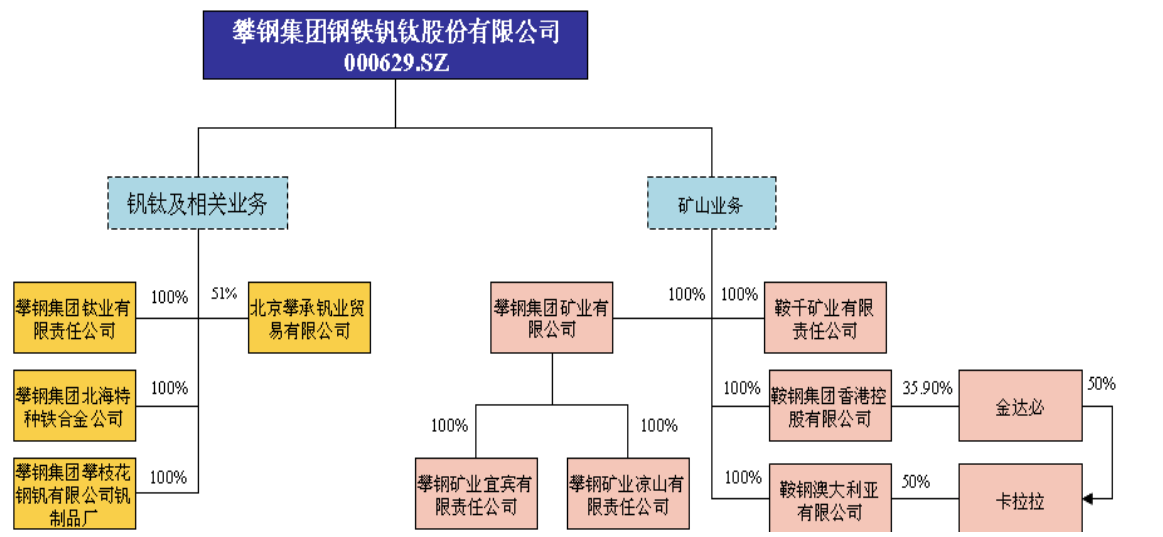 攀钢集团钢铁钒钛股份有限公司
000629.SZ
钒钛及相关业务
矿山业务
攀钢集团钛业有
限责任公司
100%
51%
北京攀承钒业贸
易有限公司
攀钢集团北海特
种铁合金公司
100%
攀钢集团攀枝花
钢钒有限公司钒
制品厂
100%
攀钢集团矿业有
限公司
100%
100%
鞍千矿业有限
责任公司
100%
鞍钢集团香港控
股有限公司
35.90%
金达必
50%
100%
100%
攀钢矿业宜宾有
限责任公司
攀钢矿业凉山有
限责任公司
100%
鞍钢澳大利亚
有限公司
50%
卡拉拉